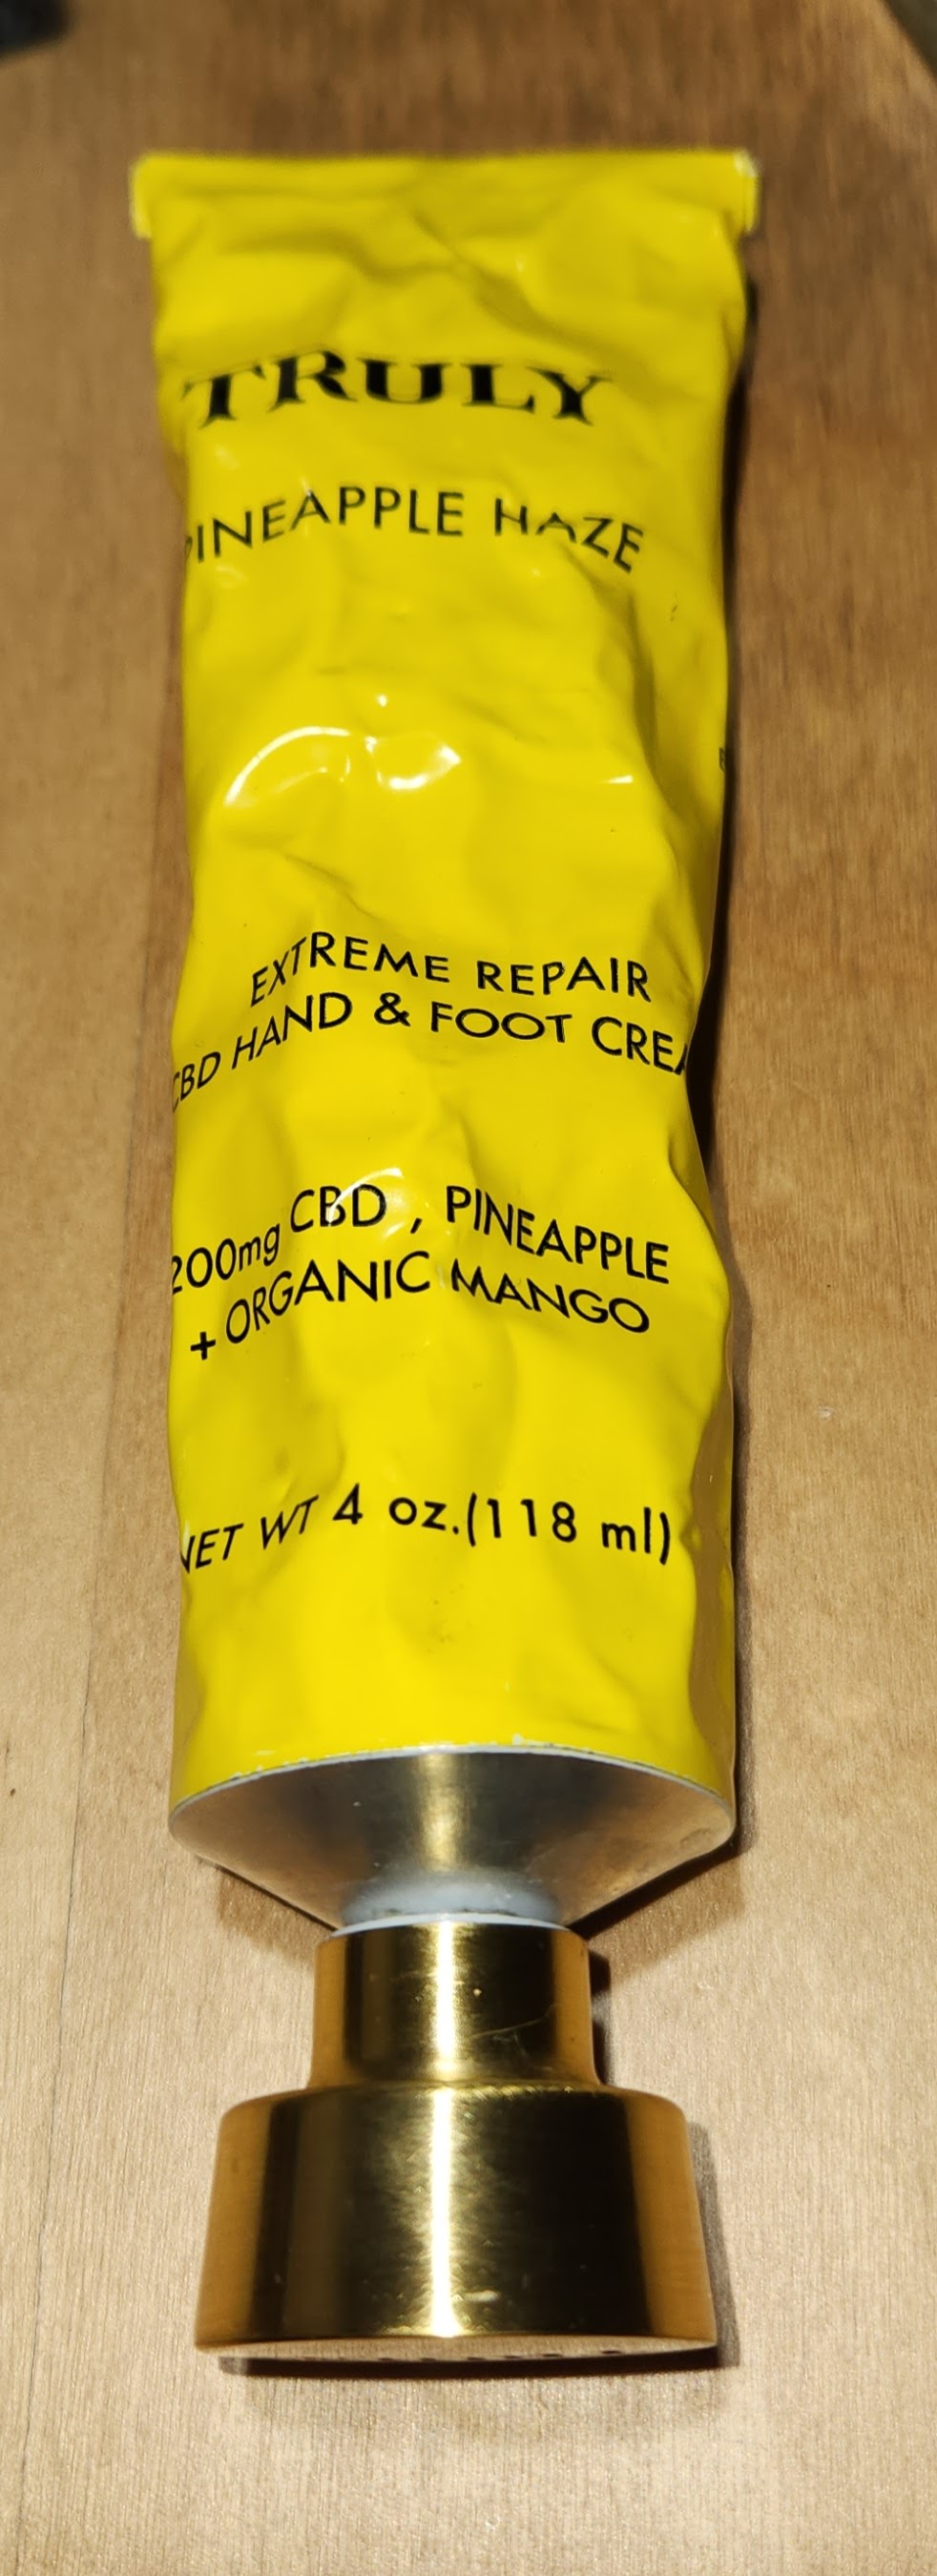 TRULY
PINEAPPLE HAZE
EXTREME REPAIR
CBD HAND & FOOT CREA
200mg CBD , PINEAPPLE
+ ORGANIC MANGO
NET WT 4 oz.(118 ml)